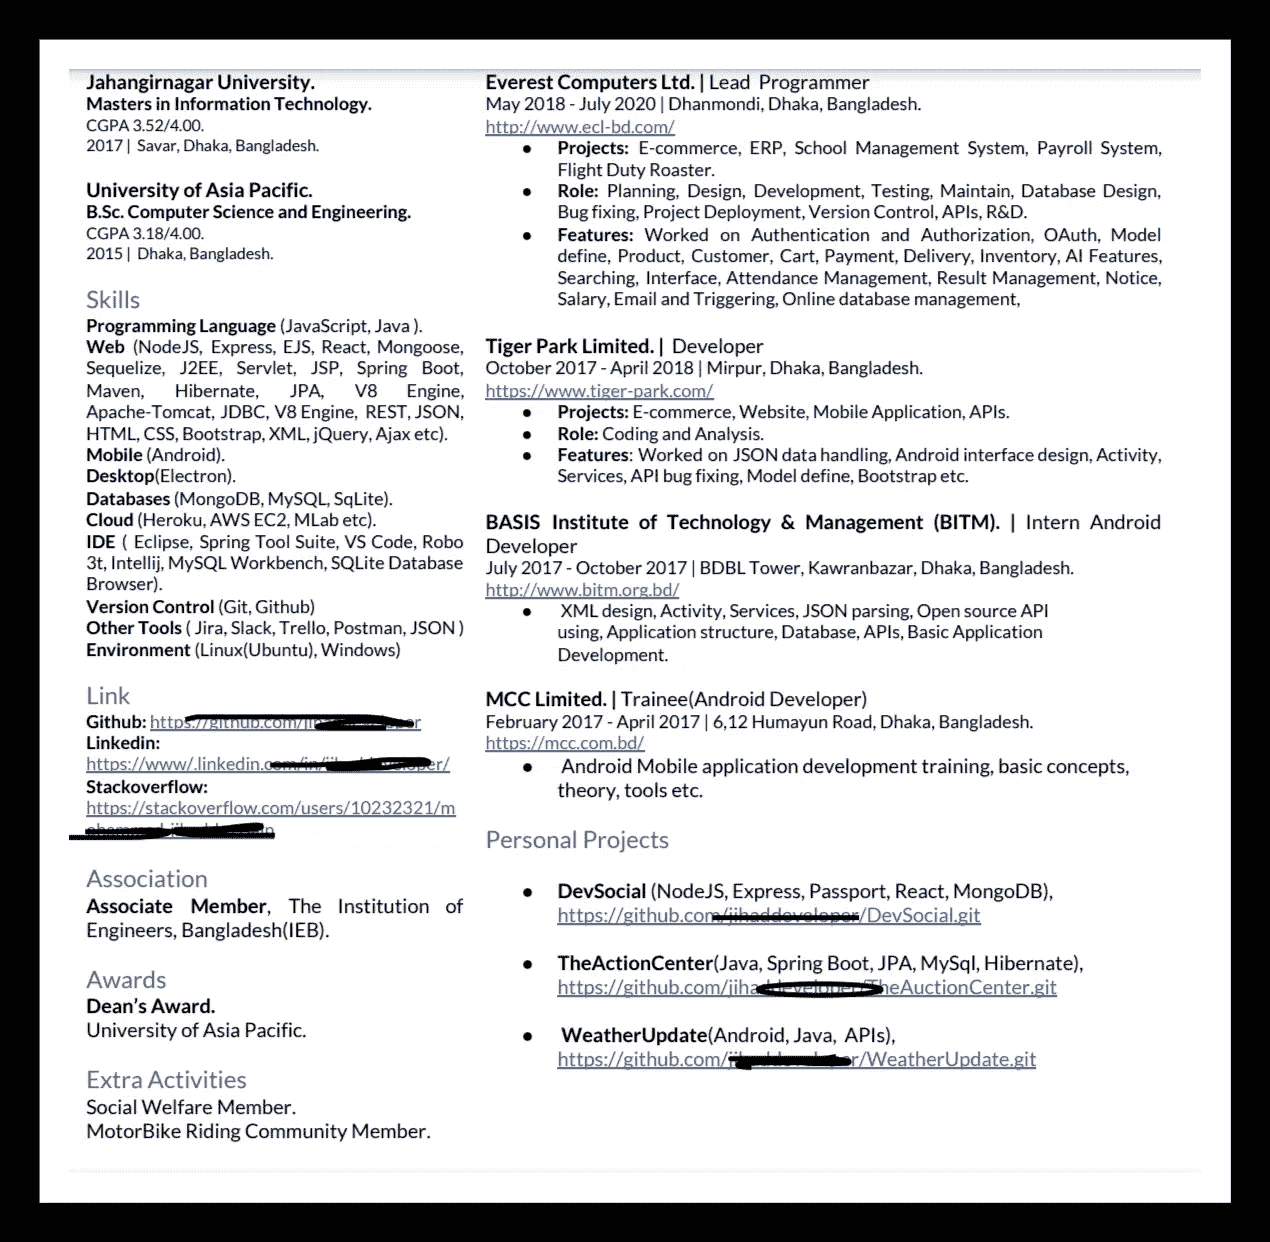 Jahangirnagar University.
Masters in Information Technology.
CGPA 3.52/4.00.
2017 | Savar, Dhaka, Bangladesh.
University of Asia Pacific.
B.Sc. Computer Science and Engineering.
CGPA 3.18/4.00.
2015 | Dhaka, Bangladesh.
Skills
Programming Language (JavaScript, Java ).
Web (NodeJS, Express, EJS, React, Mongoose,
Sequelize, J2EE, Servlet, JSP, Spring Boot,
Maven, Hibernate, JPA, V8 Engine,
Apache-Tomcat, JDBC, V8 Engine, REST, JSON,
HTML, CSS, Bootstrap, XML, jQuery, Ajax etc).
Mobile (Android).
Desktop(Electron).
Databases (MongoDB, MySQL, SqLite).
Cloud (Heroku, AWS EC2, MLab etc).
IDE ( Eclipse, Spring Tool Suite, VS Code, Robo
3t, Intellij, MySQL Workbench, SQLite Database
Browser).
Version Control (Git, Github)
Other Tools ( Jira, Slack, Trello, Postman, JSON )
Environment (Linux(Ubuntu), Windows)
Link
Github:
Linkedin:
Stackoverflow:
https://stackoverflow.com/users/10232321/m
Association
Associate Member, The Institution of
Engineers, Bangladesh(IEB).
Awards
Dean’s Award.
University of Asia Pacific.
Extra Activities
Social Welfare Member.
MotorBike Riding Community Member.
Everest Computers Ltd. | Lead Programmer
May 2018 - July 2020 | Dhanmondi, Dhaka, Bangladesh.
http://www.ecl-bd.com/
● Projects: E-commerce, ERP, School Management System, Payroll System,
Flight Duty Roaster.
● Role: Planning, Design, Development, Testing, Maintain, Database Design,
Bug fixing, Project Deployment, Version Control, APIs, R&D.
● Features: Worked on Authentication and Authorization, OAuth, Model
define, Product, Customer, Cart, Payment, Delivery, Inventory, AI Features,
Searching, Interface, Attendance Management, Result Management, Notice,
Salary, Email and Triggering, Online database management,
Tiger Park Limited. | Developer
October 2017 - April 2018 | Mirpur, Dhaka, Bangladesh.
https://www.tiger-park.com/
● Projects: E-commerce, Website, Mobile Application, APIs.
● Role: Coding and Analysis.
● Features: Worked on JSON data handling, Android interface design, Activity,
Services, API bug fixing, Model define, Bootstrap etc.
BASIS Institute of Technology & Management (BITM). | Intern Android
Developer
July 2017 - October 2017 | BDBL Tower, Kawranbazar, Dhaka, Bangladesh.
http://www.bitm.org.bd/
● XML design, Activity, Services, JSON parsing, Open source API
using, Application structure, Database, APIs, Basic Application
Development.
MCC Limited. | Trainee(Android Developer)
February 2017 - April 2017 | 6,12 Humayun Road, Dhaka, Bangladesh.
https://mcc.com.bd/
● Android Mobile application development training, basic concepts,
theory, tools etc.
Personal Projects
● DevSocial (NodeJS, Express, Passport, React, MongoDB),
https://github.com /DevSocial.git
● TheActionCenter(Java, Spring Boot, JPA, MySql, Hibernate),
https://github.com/ TheAuctionCenter.git
● WeatherUpdate(Android, Java, APIs),
https://github.com/ /WeatherUpdate.git